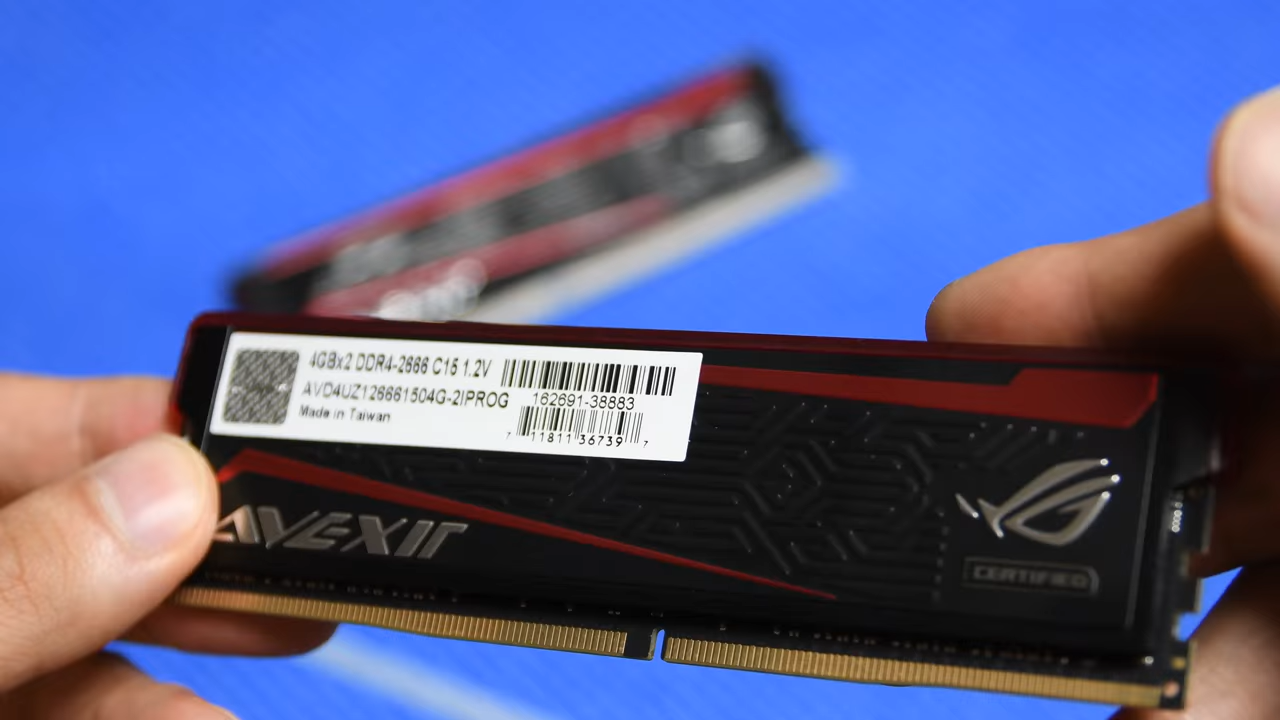 4GBx2 DDR4-2666 C15 1.2V
AVD4UZ126661504G-2IPROG
Made in Taiwan
162691-38883
7 11811 36739 7
AVEXIR
CERTIFIED